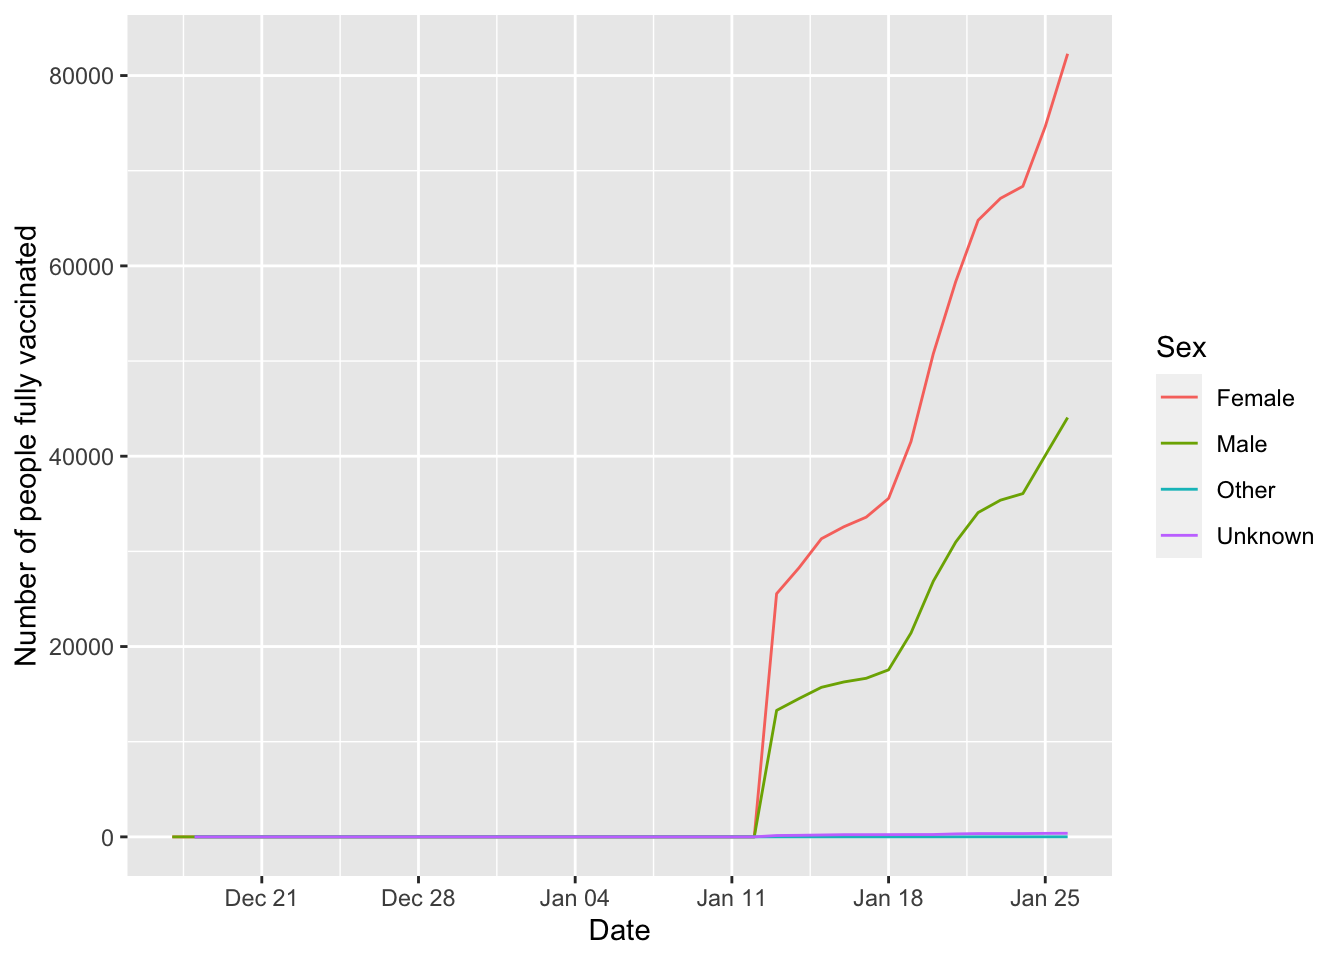 Number of people fully vaccinated
80000
60000
40000
20000
0
Dec 21
Dec 28
Jan 04
Jan 11
Jan 18
Jan 25
Date
Sex
Female
Male
Other
Unknown